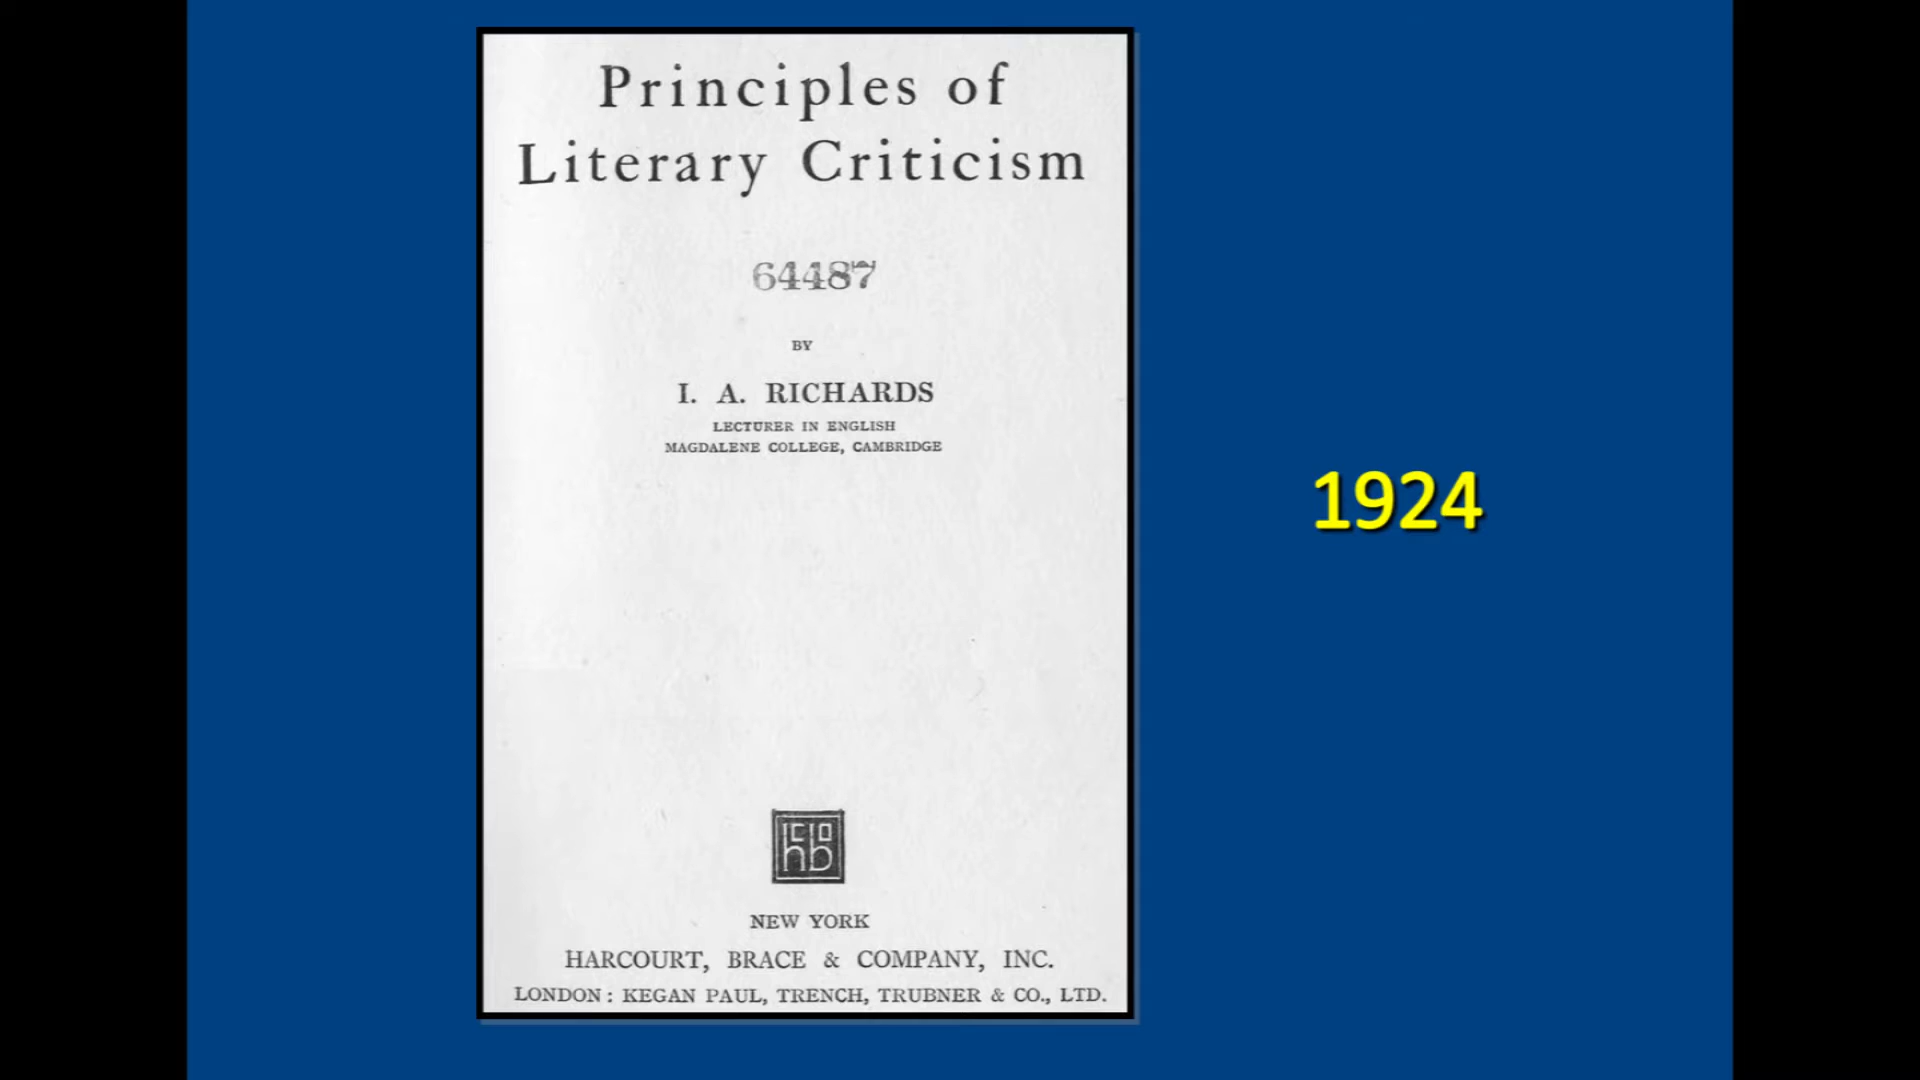 Principles of
Literary Criticism
64487
BY
I. A. RICHARDS
LECTURER IN ENGLISH
MAGDALENE COLLEGE, CAMBRIDGE
1924
hb
NEW YORK
HARCOURT, BRACE & COMPANY, INC.
LONDON: KEGAN PAUL, TRENCH, TRUBNER & CO., LTD.